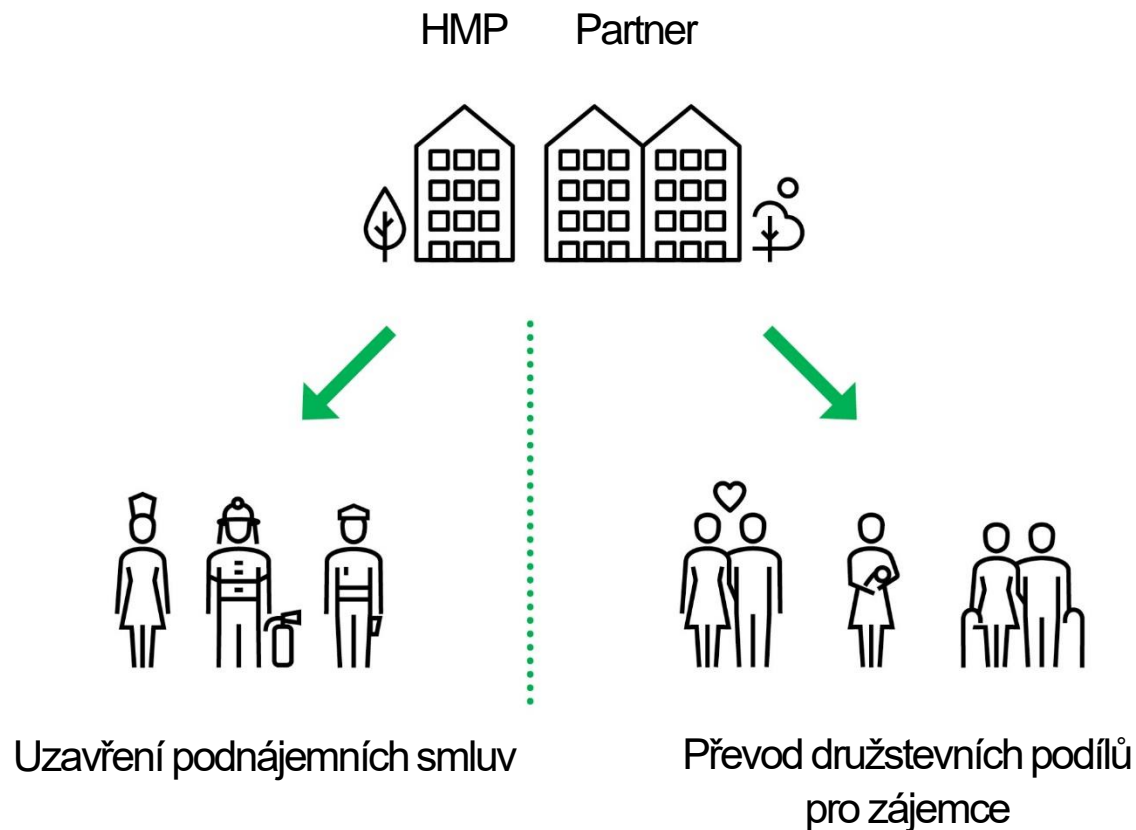 HMP Partner
Uzavření podnájemních smluv
Převod družstevních podílů
pro zájemce